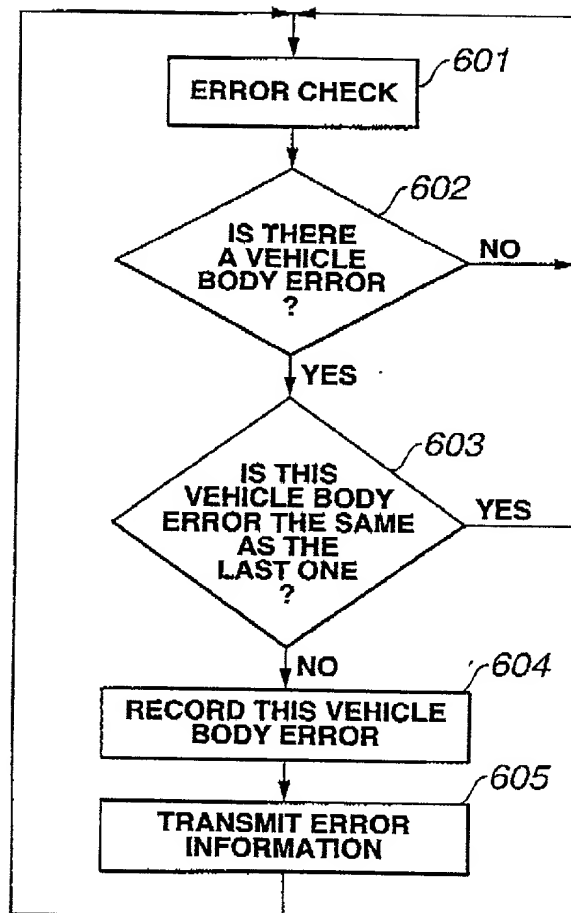 601
ERROR CHECK
602
IS THERE
A VEHICLE
BODY ERROR
?
NO
YES
603
IS THIS
VEHICLE BODY
ERROR THE SAME
AS THE
LAST ONE
?
YES
NO
604
RECORD THIS VEHICLE
BODY ERROR
605
TRANSMIT ERROR
INFORMATION